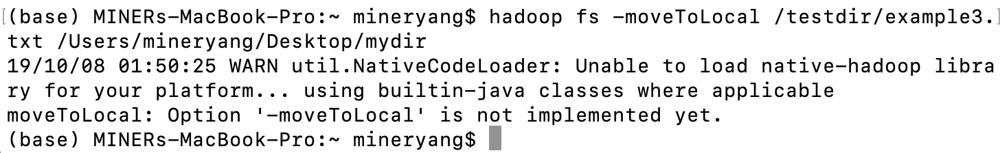 (base) MINERs-MacBook-Pro:~ mineryang$ hadoop fs -moveToLocal /testdir/example3.
txt /Users/mineryang/Desktop/mydir
19/10/08 01:50:25 WARN util.NativeCodeLoader: Unable to load native-hadoop libra
ry for your platform... using builtin-java classes where applicable
moveToLocal: Option '-moveToLocal' is not implemented yet.
(base) MINERs-MacBook-Pro:~ mineryang$